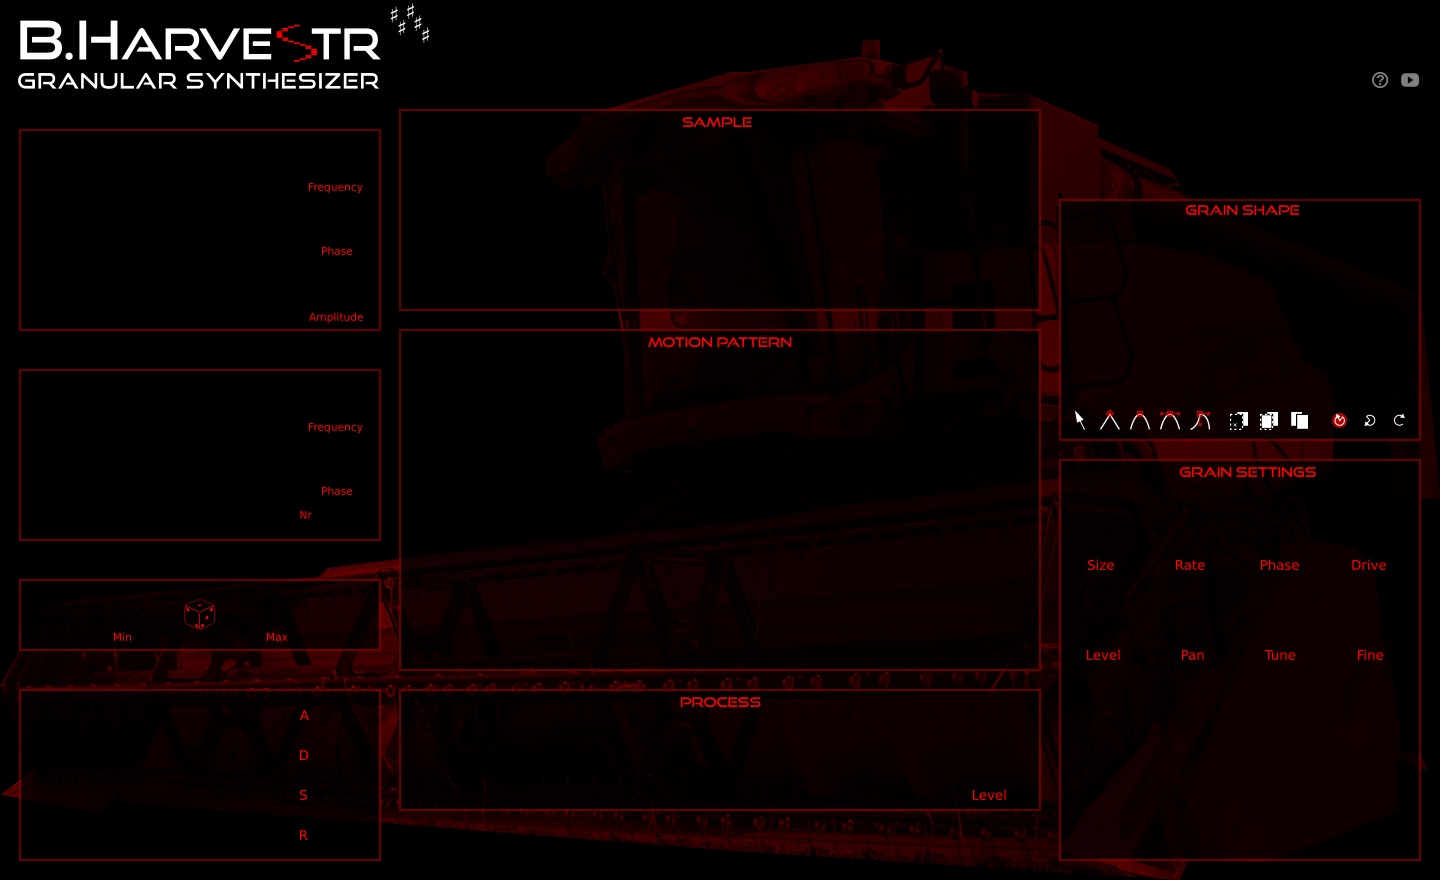 B.HARVESTR
GRANULAR SYNTHESIZER
Frequency
Phase
Amplitude
Frequency
Phase
Nr
Min
Max
A
D
S
R
SAMPLE
MOTION PATTERN
PROCESS
Level
GRAIN SHAPE
GRAIN SETTINGS
Size Rate Phase Drive
Level Pan Tune Fine